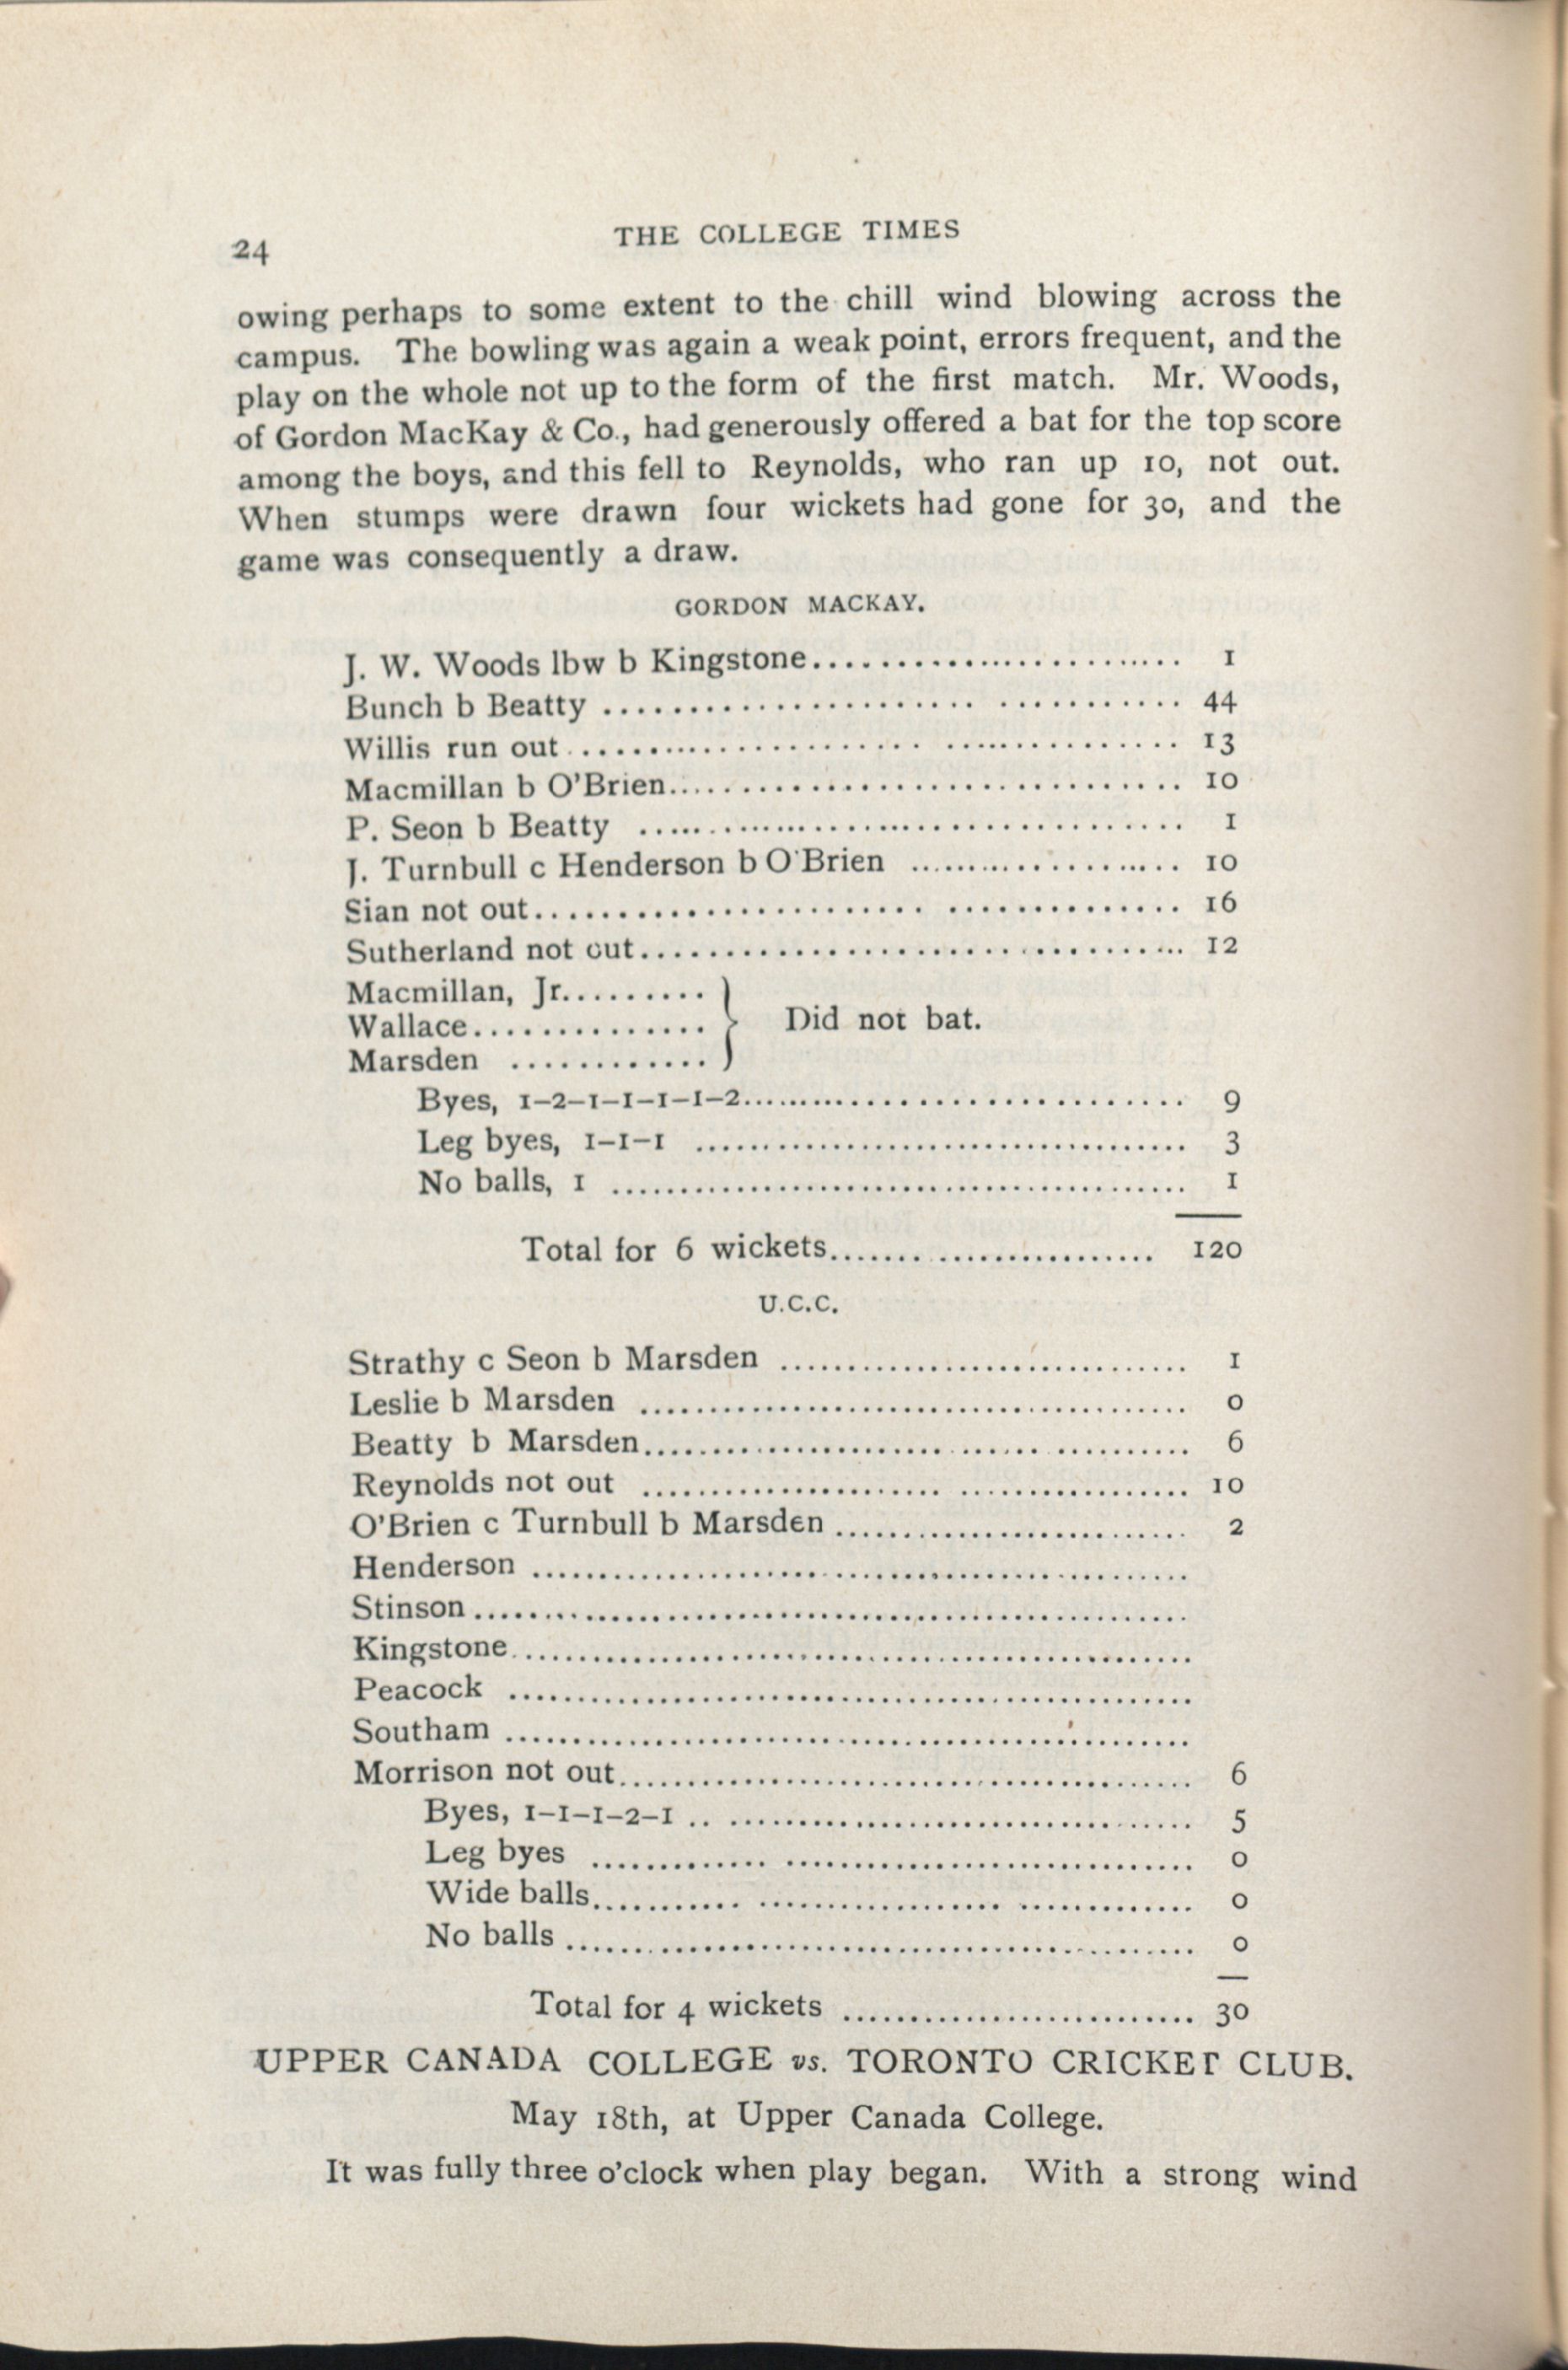 24
THE COLLEGE TIMES
owing perhaps to some extent to the chill wind blowing across the
campus. The bowling was again a weak point, errors frequent, and the
play on the whole not up to the form of the first match. Mr. Woods,
of Gordon MacKay & Co., had generously offered a bat for the top score
among the boys, and this fell to Reynolds, who ran up 10, not out.
When stumps were drawn four wickets had gone for 30, and the
game was consequently a draw.
GORDON MACKAY.
J. W. Woods lbw b Kingstone.............................. 1
Bunch b Beatty .............................. 44
Willis run out.............................. 13
Macmillan b O'Brien.............................. 10
P. Seon b Beatty .............................. 1
J. Turnbull c Henderson b O'Brien .................... 10
Sian not out.............................. 16
Sutherland not out.............................. 12
Macmillan, Jr..........
Wallace..............
Did not bat.
Marsden ............
Byes, 1–2–1–1–1–1–2.............................. 9
Leg byes, 1–1–1 .............................. 3
No balls, 1 .............................. 1
Total for 6 wickets.............................. 120
U.C.C.
Strathy c Seon b Marsden .............................. 1
Leslie b Marsden .............................. 0
Beatty b Marsden.............................. 6
Reynolds not out .............................. 10
O'Brien c Turnbull b Marsden .......................... 2
Henderson ..............................
Stinson..............................
Kingstone..............................
Peacock ..............................
Southam ..............................
Morrison not out.............................. 6
Byes, 1–1–1–2–1 .............................. 5
Leg byes .............................. 0
Wide balls.............................. 0
No balls .............................. 0
Total for 4 wickets .......................... 30
UPPER CANADA COLLEGE vs. TORONTO CRICKET CLUB.
May 18th, at Upper Canada College.
It was fully three o'clock when play began. With a strong wind